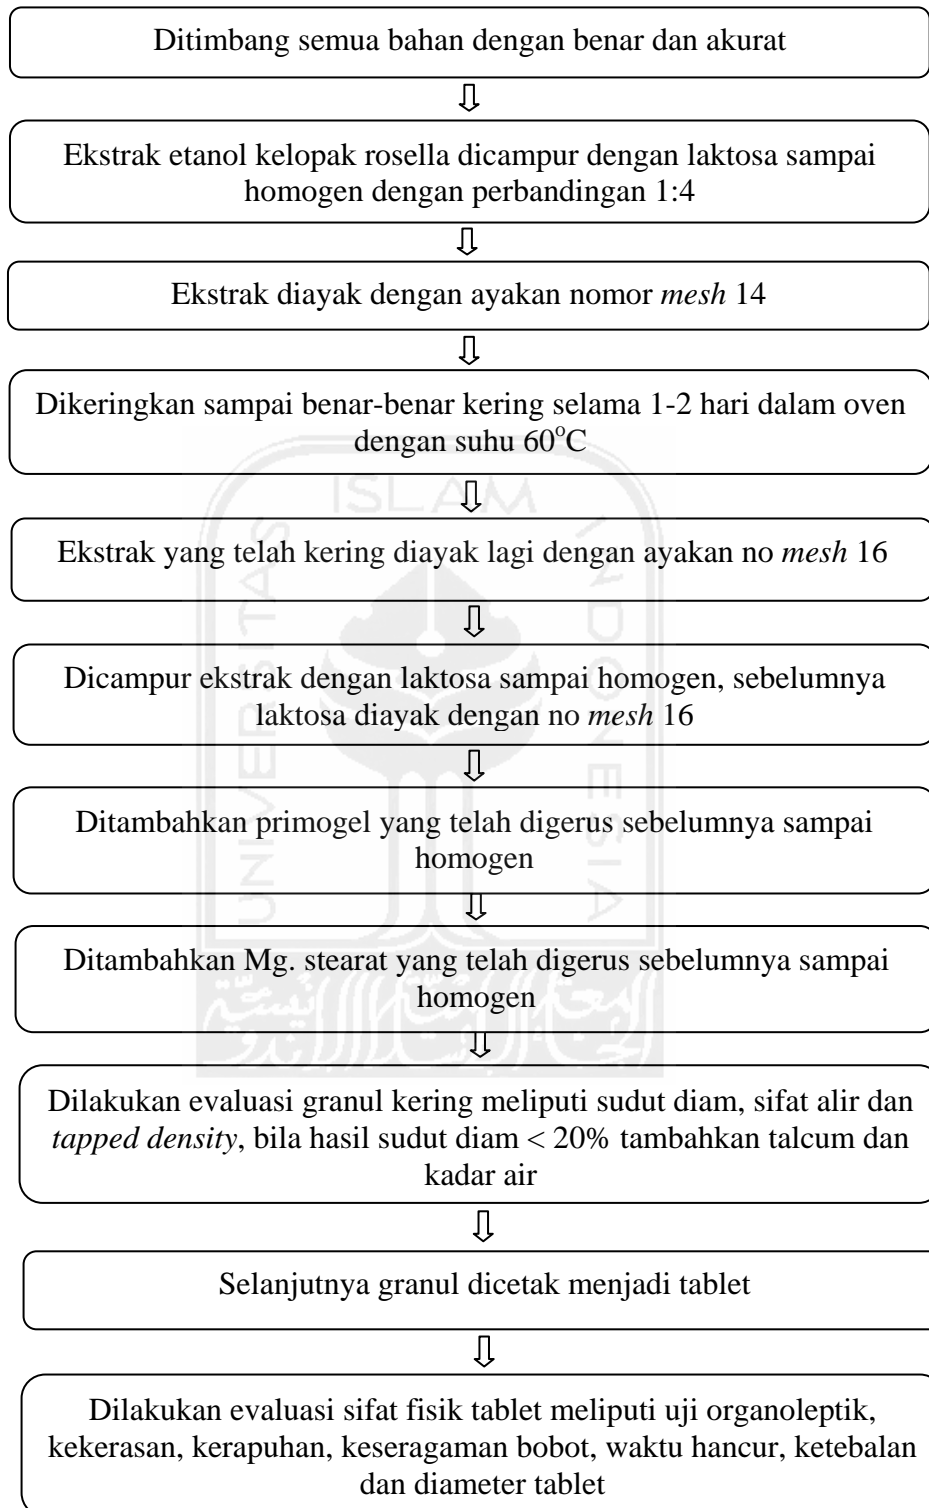 Ditimbang semua bahan dengan benar dan akurat
Ekstrak etanol kelopak rosella dicampur dengan laktosa sampai
homogen dengan perbandingan 1:4
Ekstrak diayak dengan ayakan nomor mesh 14
Dikeringkan sampai benar-benar kering selama 1-2 hari dalam oven
dengan suhu 60°C
ISLAM
UNIVERSITAS
INDONESIA
Ekstrak yang telah kering diayak lagi dengan ayakan no mesh 16
Dicampur ekstrak dengan laktosa sampai homogen, sebelumnya
laktosa diayak dengan no mesh 16
Ditambahkan primogel yang telah digerus sebelumnya sampai
homogen
Ditambahkan Mg. stearat yang telah digerus sebelumnya sampai
homogen
Dilakukan evaluasi granul kering meliputi sudut diam, sifat alir dan
tapped density, bila hasil sudut diam < 20% tambahkan talcum dan
kadar air
Selanjutnya granul dicetak menjadi tablet
Dilakukan evaluasi sifat fisik tablet meliputi uji organoleptik,
kekerasan, kerapuhan, keseragaman bobot, waktu hancur, ketebalan
dan diameter tablet